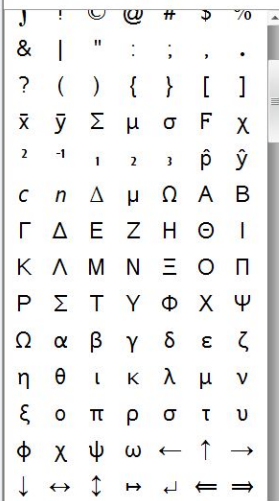 ! © @ # $ %
& | " : ; , .
? ( ) { } [ ]
x̄ ȳ Σ μ σ F χ
² ⁻¹ ₁ ₂ ₃ p̂ ŷ
c n Δ μ Ω Α Β
Γ Δ Ε Ζ Η Θ Ι
Κ Λ Μ Ν Ξ Ο Π
Ρ Σ Τ Υ Φ Χ Ψ
Ω α β γ δ ε ζ
η θ ι κ λ μ ν
ξ ο π ρ σ τ υ
φ χ ψ ω ← ↑ →
↓ ↔ ↕ ↦ ↵ ⇐ ⇒